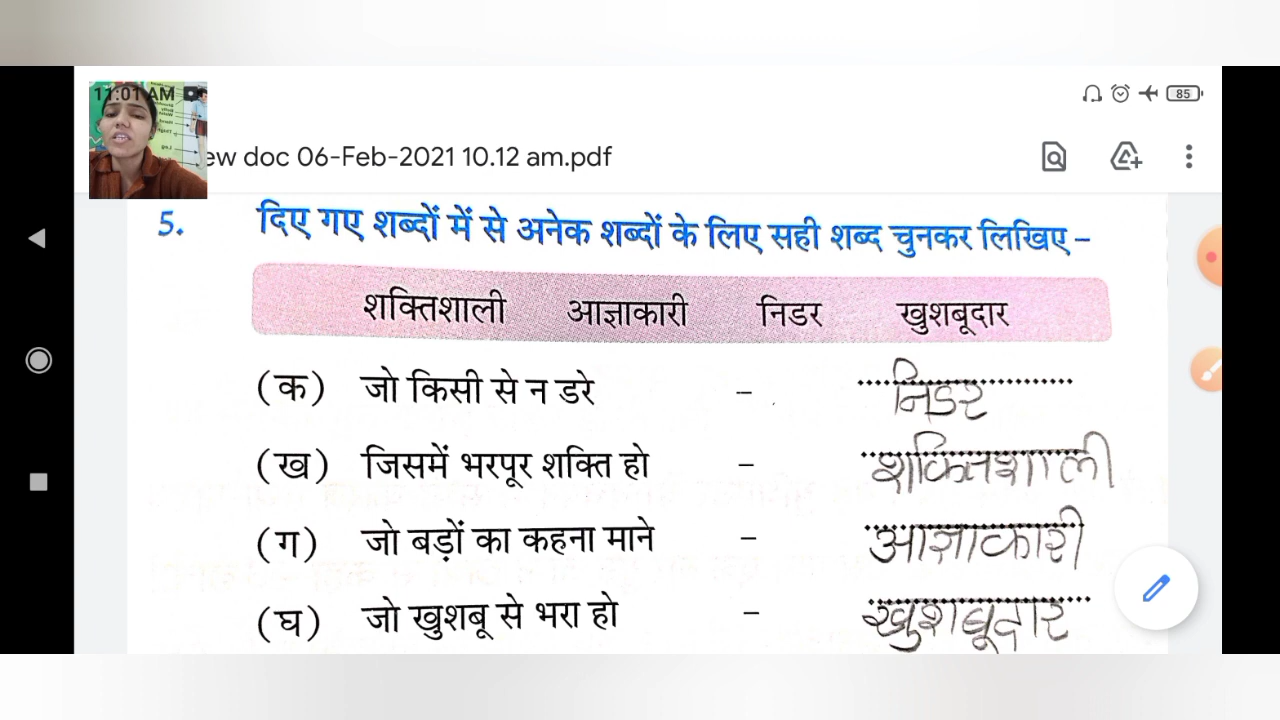 11:01 AM
85
ew doc 06-Feb-2021 10.12 am.pdf
5. दिए गए शब्दों में से अनेक शब्दों के लिए सही शब्द चुनकर लिखिए –
शक्तिशाली आज्ञाकारी निडर खुशबूदार
(क) जो किसी से न डरे – निडर
(ख) जिसमें भरपूर शक्ति हो – शक्तिशाली
(ग) जो बड़ों का कहना माने – आज्ञाकारी
(घ) जो खुशबू से भरा हो – खुशबूदार